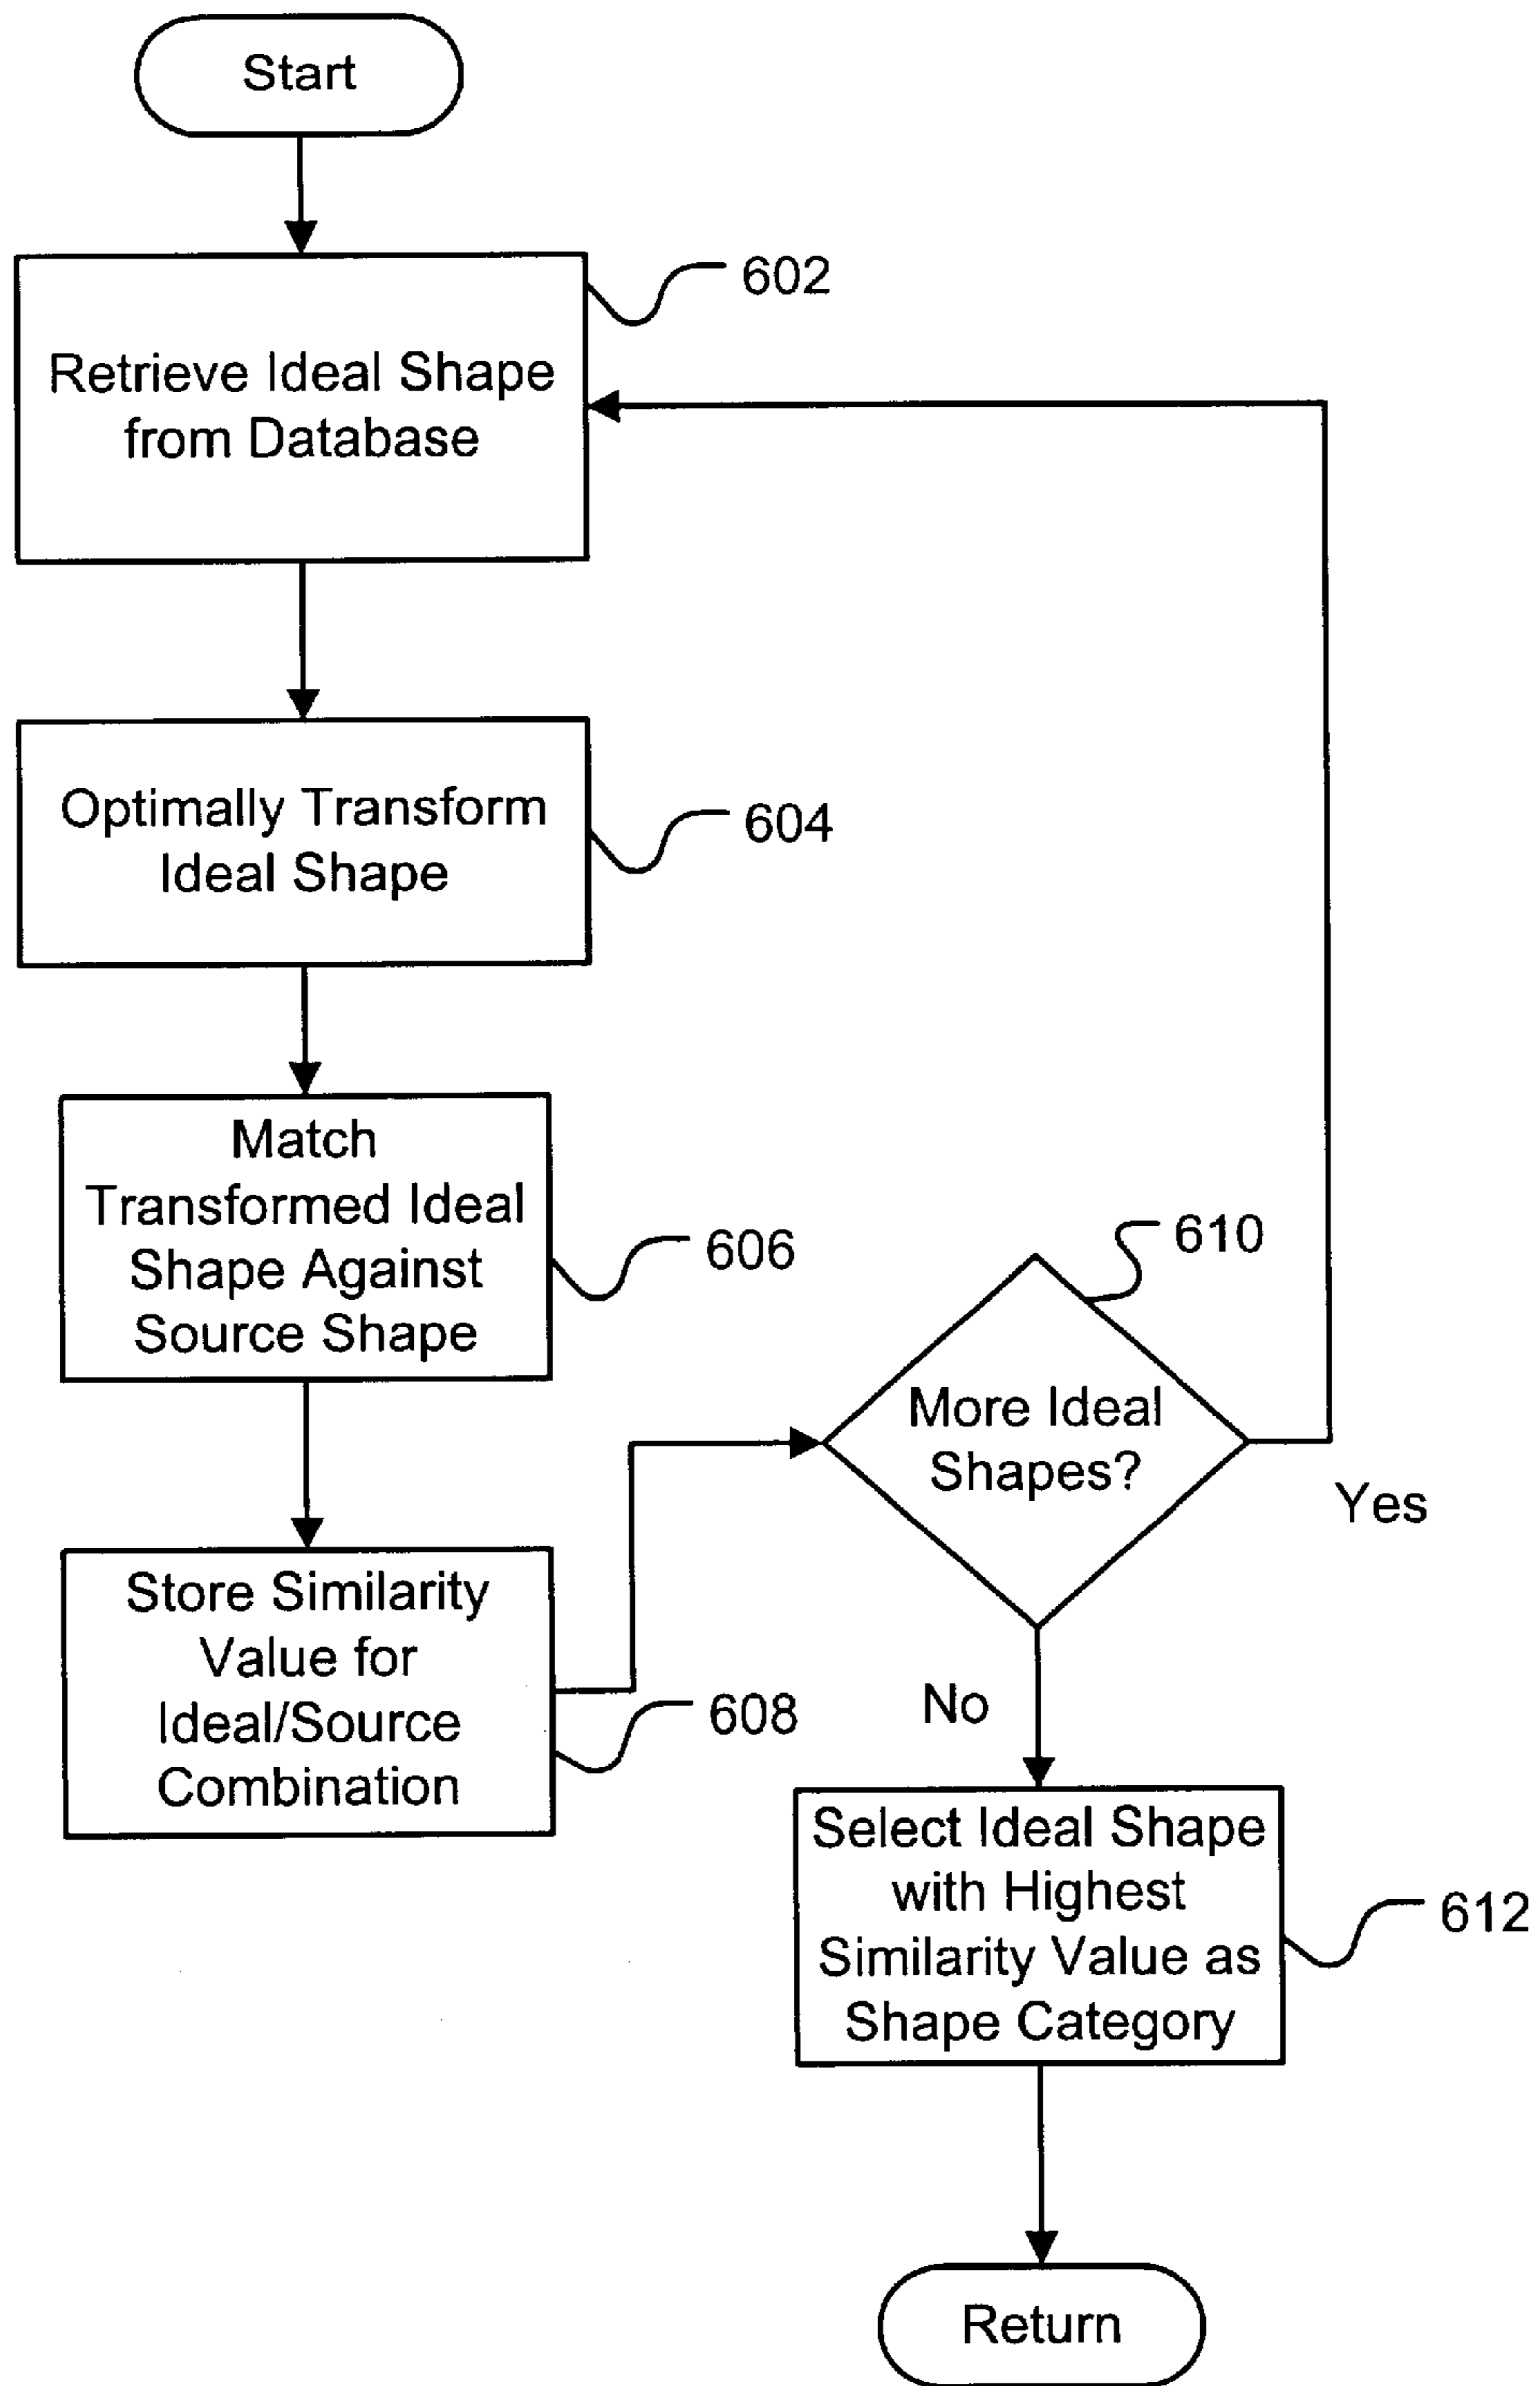 Start
602
Retrieve Ideal Shape
from Database
Optimally Transform
Ideal Shape
604
Match
Transformed Ideal
Shape Against
Source Shape
606
610
More Ideal
Shapes?
Yes
Store Similarity
Value for
Ideal/Source
Combination
608
No
Select Ideal Shape
with Highest
Similarity Value as
Shape Category
612
Return